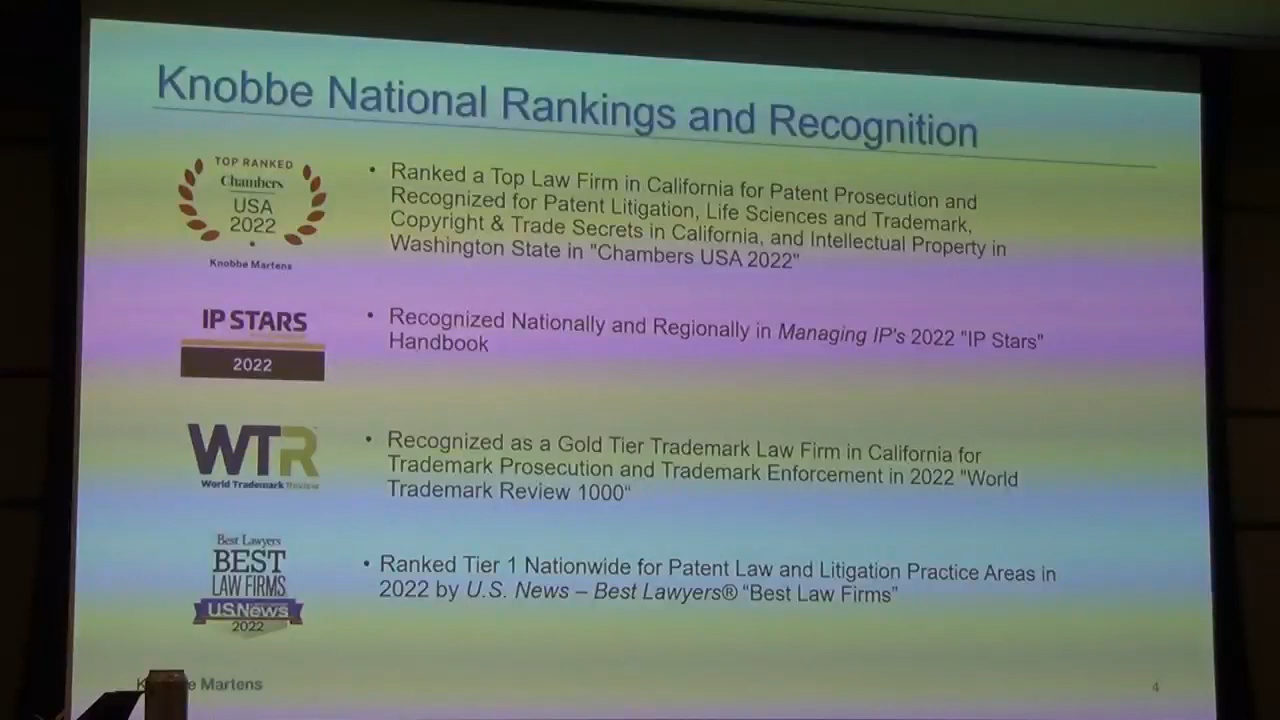 Knobbe National Rankings and Recognition
TOP RANKED
Chambers
USA
2022
Knobbe Martens
• Ranked a Top Law Firm in California for Patent Prosecution and
Recognized for Patent Litigation, Life Sciences and Trademark,
Copyright & Trade Secrets in California, and Intellectual Property in
Washington State in "Chambers USA 2022"
IP STARS
2022
• Recognized Nationally and Regionally in Managing IP's 2022 "IP Stars"
Handbook
WTR
World Trademark Review
• Recognized as a Gold Tier Trademark Law Firm in California for
Trademark Prosecution and Trademark Enforcement in 2022 "World
Trademark Review 1000“
Best Lawyers
BEST
LAW FIRMS
U.S.News
2022
• Ranked Tier 1 Nationwide for Patent Law and Litigation Practice Areas in
2022 by U.S. News – Best Lawyers® “Best Law Firms”
Martens
4